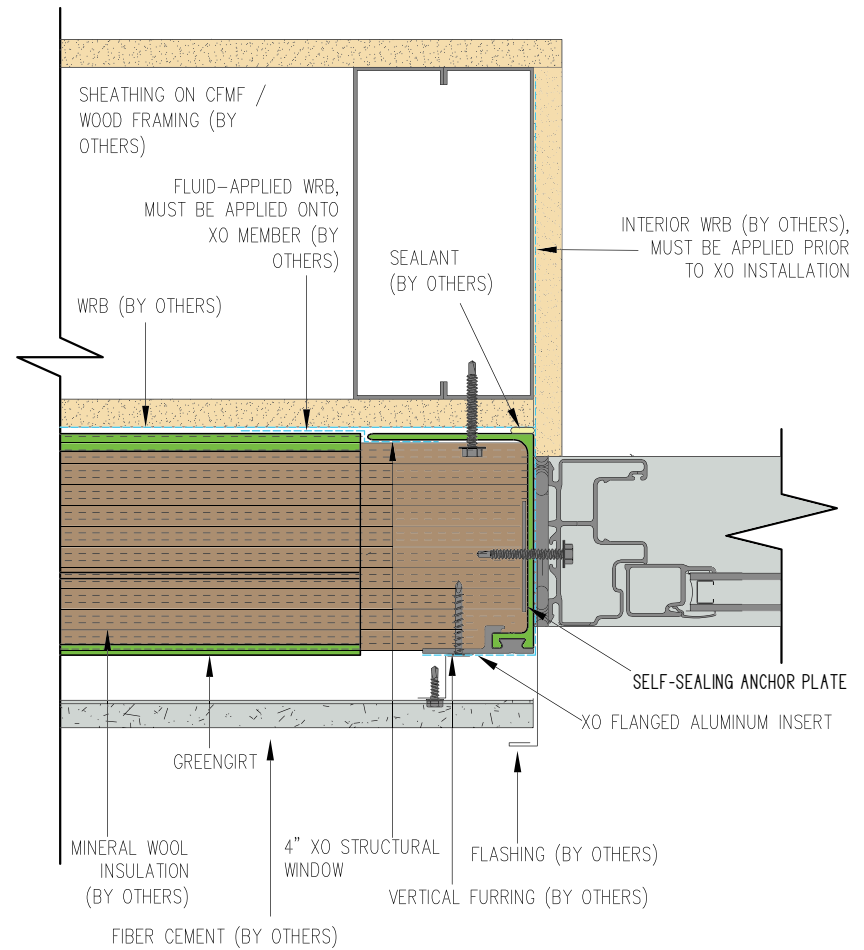 SHEATHING ON CFMF /
WOOD FRAMING (BY
OTHERS)
FLUID-APPLIED WRB,
MUST BE APPLIED ONTO
XO MEMBER (BY
OTHERS)
WRB (BY OTHERS)
SEALANT
(BY OTHERS)
INTERIOR WRB (BY OTHERS),
MUST BE APPLIED PRIOR
TO XO INSTALLATION
SELF-SEALING ANCHOR PLATE
XO FLANGED ALUMINUM INSERT
GREENGIRT
MINERAL WOOL
INSULATION
(BY OTHERS)
4" XO STRUCTURAL
WINDOW
FLASHING (BY OTHERS)
VERTICAL FURRING (BY OTHERS)
FIBER CEMENT (BY OTHERS)